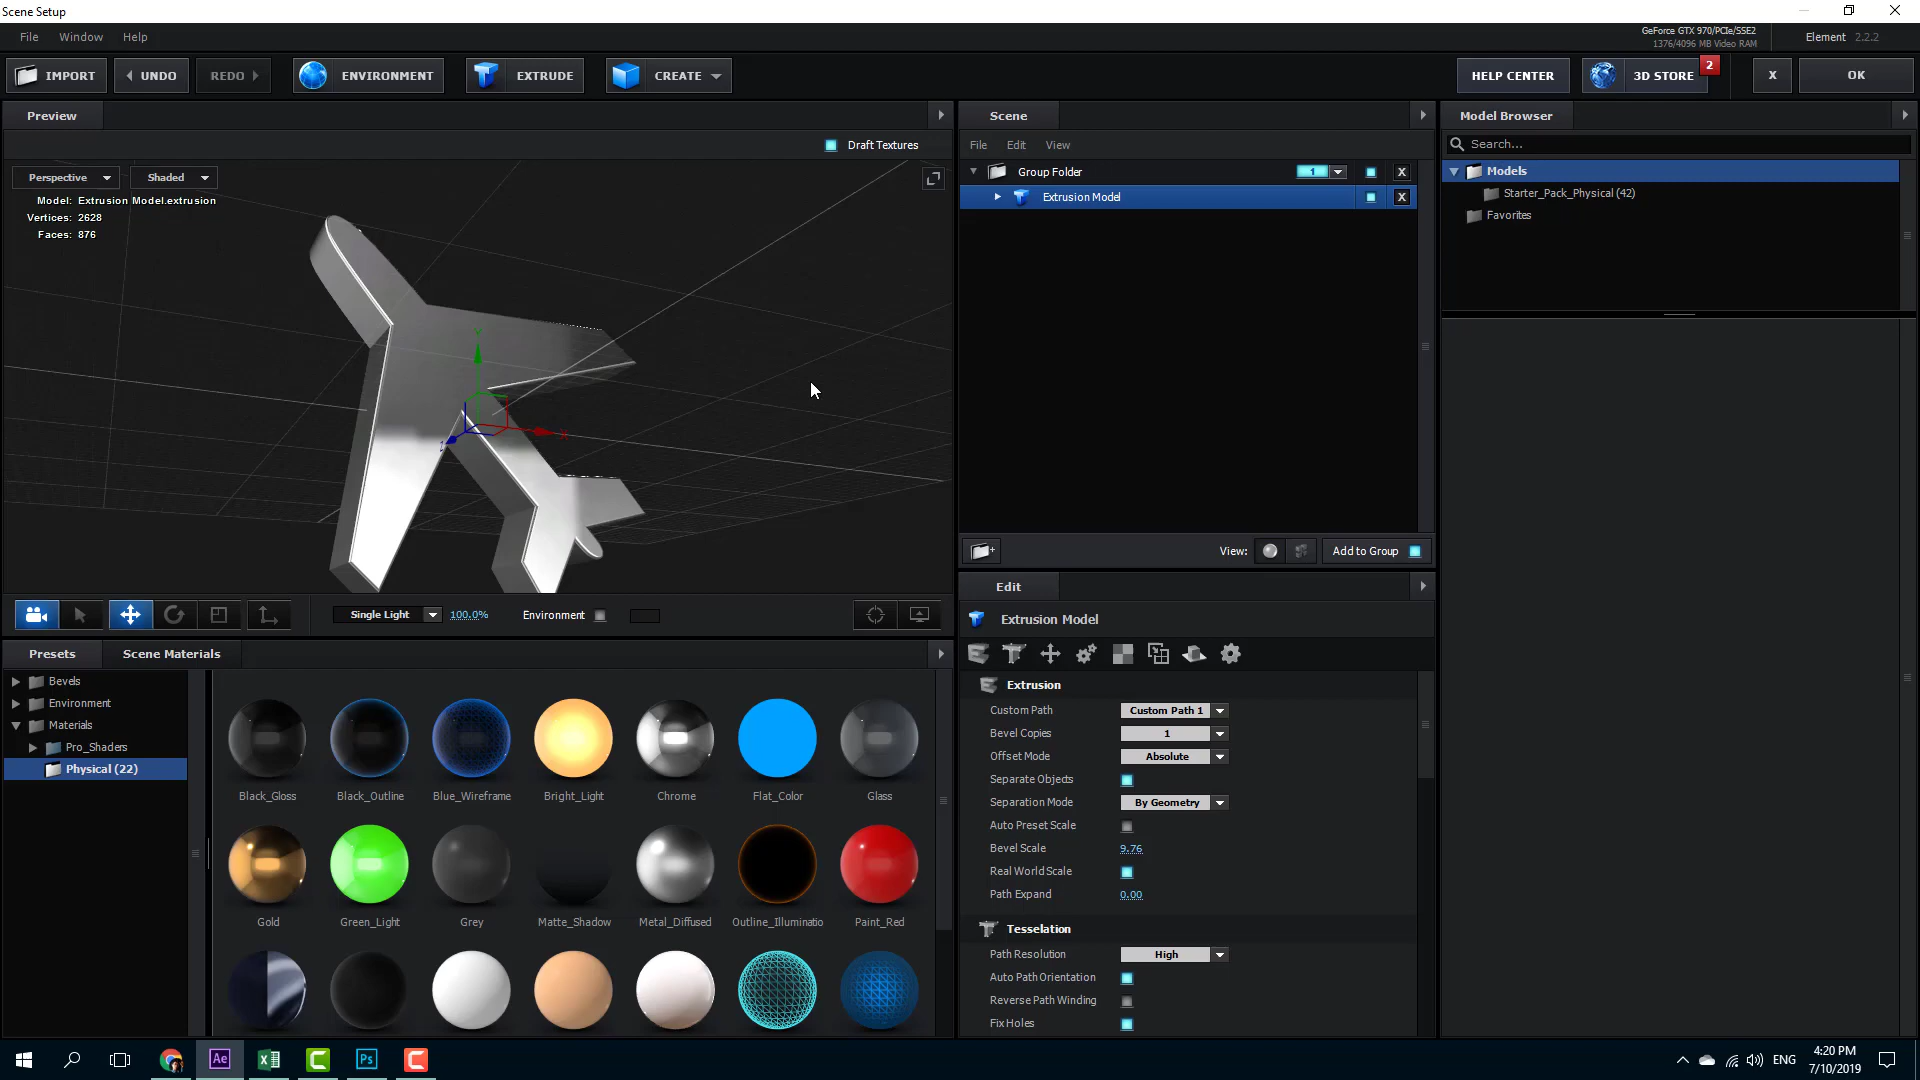 Scene Setup
File Window Help
GeForce GTX 970/PCIe/SSE2
1376/4096 MB Video RAM
Element 2.2.2
IMPORT UNDO REDO ENVIRONMENT EXTRUDE CREATE HELP CENTER 3D STORE 2 X OK
Preview
Draft Textures
Perspective Shaded
Model: Extrusion Model.extrusion
Vertices: 2628
Faces: 876
Y
X
Single Light 100.0% Environment
Scene
File Edit View
Group Folder 1 X
Extrusion Model X
View: Add to Group
Model Browser
Search...
Models
Starter_Pack_Physical (42)
Favorites
Presets Scene Materials
Bevels
Environment
Materials
Pro_Shaders
Physical (22)
Black_Gloss Black_Outline Blue_Wireframe Bright_Light Chrome Flat_Color Glass
Gold Green_Light Grey Matte_Shadow Metal_Diffused Outline_Illuminatio Paint_Red
Edit
Extrusion Model
Extrusion
Custom Path Custom Path 1
Bevel Copies 1
Offset Mode Absolute
Separate Objects
Separation Mode By Geometry
Auto Preset Scale
Bevel Scale 9.76
Real World Scale
Path Expand 0.00
Tesselation
Path Resolution High
Auto Path Orientation
Reverse Path Winding
Fix Holes
Ae Ps
ENG
4:20 PM
7/10/2019